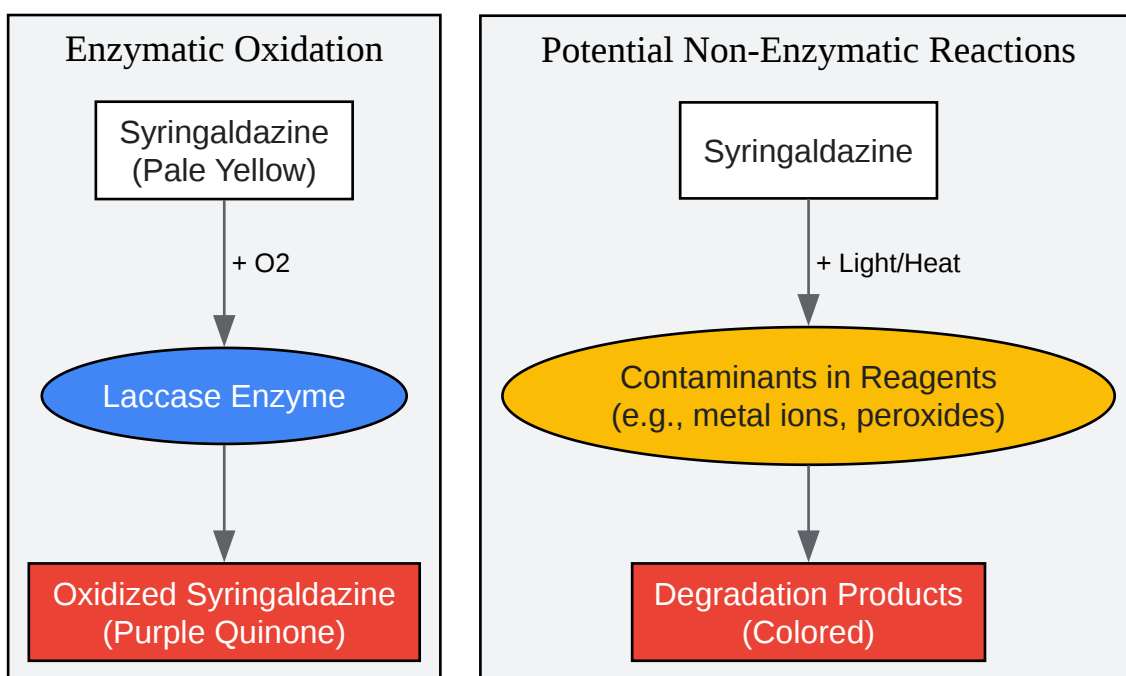 Enzymatic Oxidation
Syringaldazine
(Pale Yellow)
+ O2
Laccase Enzyme
Oxidized Syringaldazine
(Purple Quinone)
Potential Non-Enzymatic Reactions
Syringaldazine
+ Light/Heat
Contaminants in Reagents
(e.g., metal ions, peroxides)
Degradation Products
(Colored)